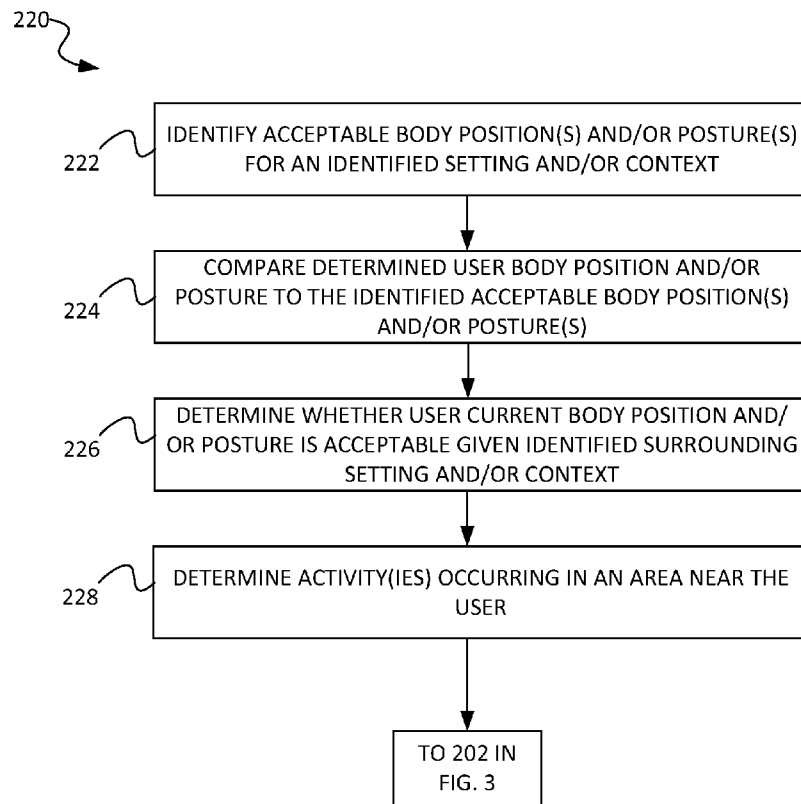 220
222
IDENTIFY ACCEPTABLE BODY POSITION(S) AND/OR POSTURE(S)
FOR AN IDENTIFIED SETTING AND/OR CONTEXT
224
COMPARE DETERMINED USER BODY POSITION AND/OR
POSTURE TO THE IDENTIFIED ACCEPTABLE BODY POSITION(S)
AND/OR POSTURE(S)
226
DETERMINE WHETHER USER CURRENT BODY POSITION AND/
OR POSTURE IS ACCEPTABLE GIVEN IDENTIFIED SURROUNDING
SETTING AND/OR CONTEXT
228
DETERMINE ACTIVITY(IES) OCCURRING IN AN AREA NEAR THE
USER
TO 202 IN
FIG. 3